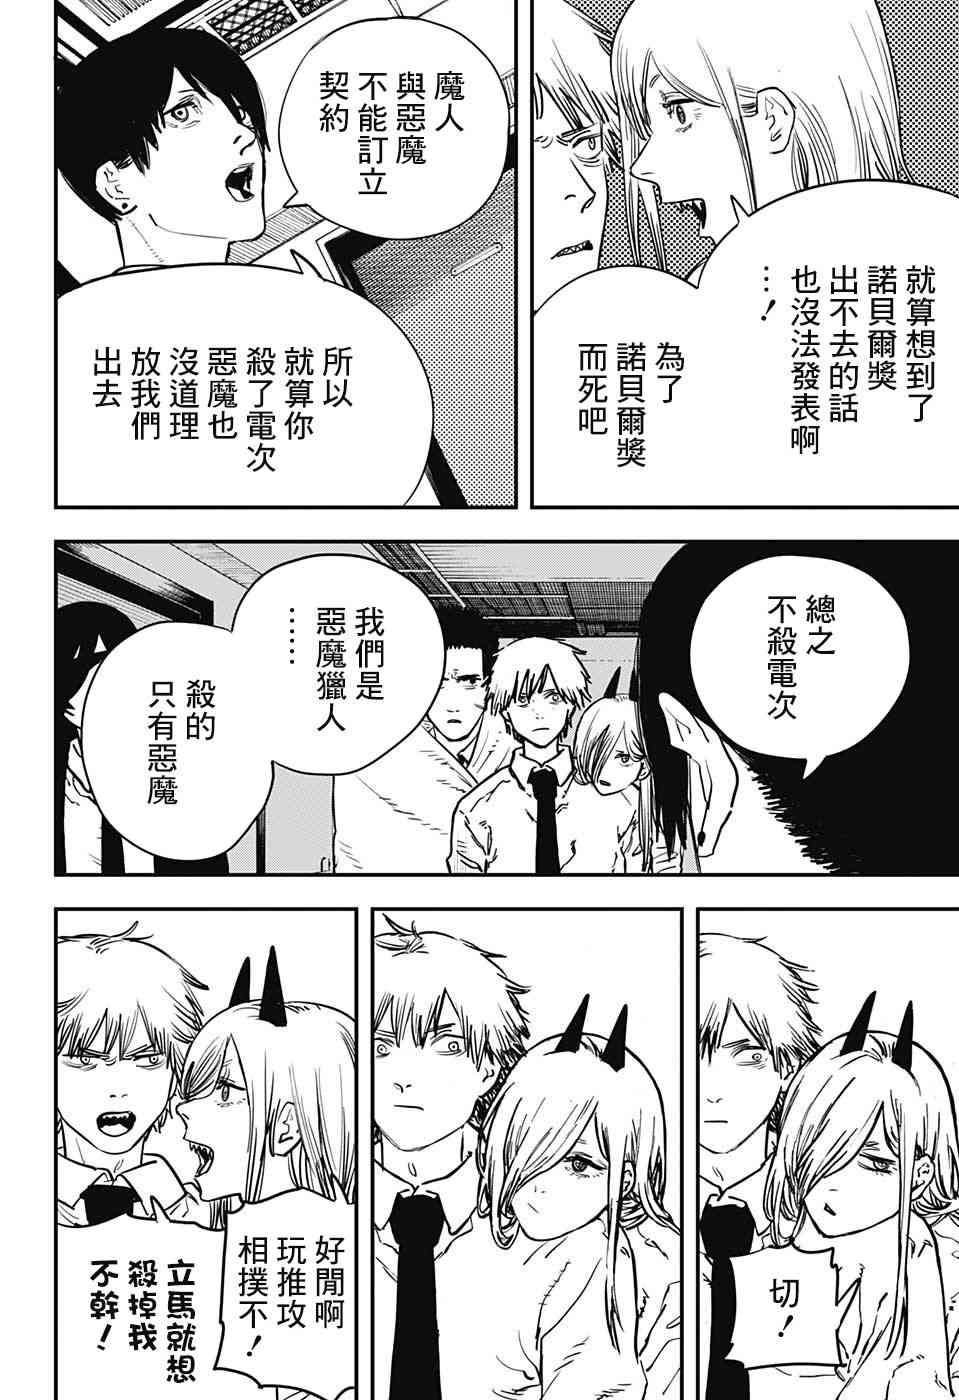 就算想到了
諾貝爾獎
出不去的話
也沒法發表啊
…！
為了
諾貝爾獎
而死吧
魔人
與惡魔
不能訂立
契約
所以
就算你
殺了電次
惡魔也
沒道理
放我們
出去
總之
不殺電次
我們是
惡魔獵人
……
殺的
只有惡魔
切！
好閒啊
玩推攻
相撲不！
立馬就想
殺掉我
不幹！